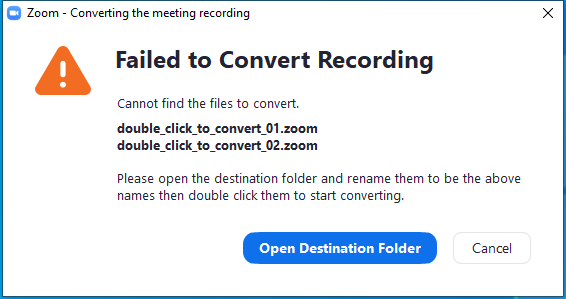 Zoom - Converting the meeting recording
Failed to Convert Recording
Cannot find the files to convert.
double_click_to_convert_01.zoom
double_click_to_convert_02.zoom
Please open the destination folder and rename them to be the above
names then double click them to start converting.
Open Destination Folder
Cancel